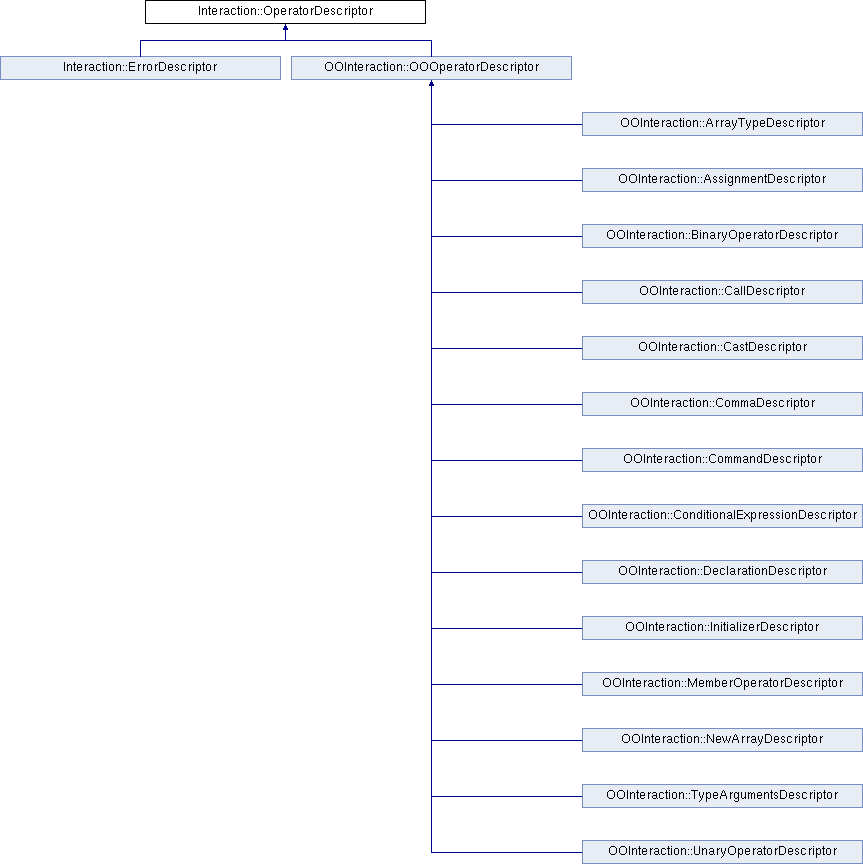 Interaction::OperatorDescriptor
Interaction::ErrorDescriptor
OOInteraction::OOOperatorDescriptor
OOInteraction::ArrayTypeDescriptor
OOInteraction::AssignmentDescriptor
OOInteraction::BinaryOperatorDescriptor
OOInteraction::CallDescriptor
OOInteraction::CastDescriptor
OOInteraction::CommaDescriptor
OOInteraction::CommandDescriptor
OOInteraction::ConditionalExpressionDescriptor
OOInteraction::DeclarationDescriptor
OOInteraction::InitializerDescriptor
OOInteraction::MemberOperatorDescriptor
OOInteraction::NewArrayDescriptor
OOInteraction::TypeArgumentsDescriptor
OOInteraction::UnaryOperatorDescriptor